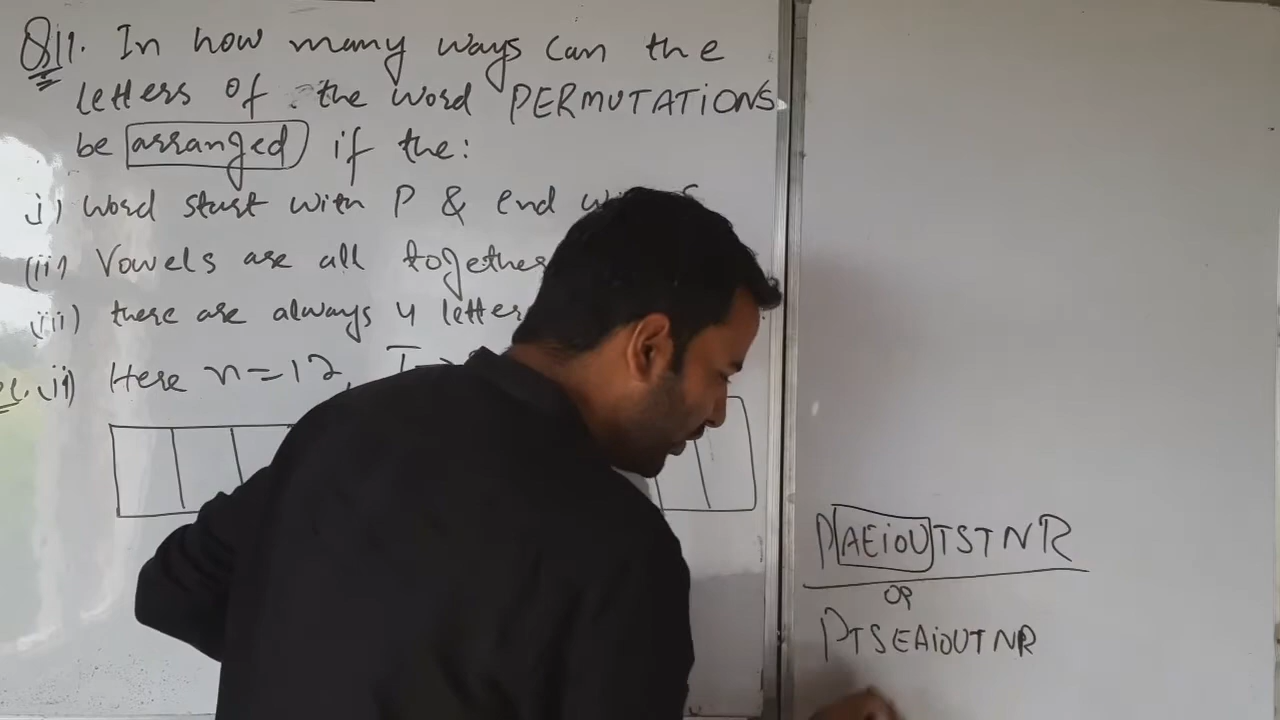 Q11. In how many ways can the
letters of the word PERMUTATiONS
be arranged if the:
i) word start with P & end
(ii) Vowels are all together
iii) there are always 4 letter
ii) Here n=12, T
PAEioUTSTNR
OR
PTSEAiOUTNR